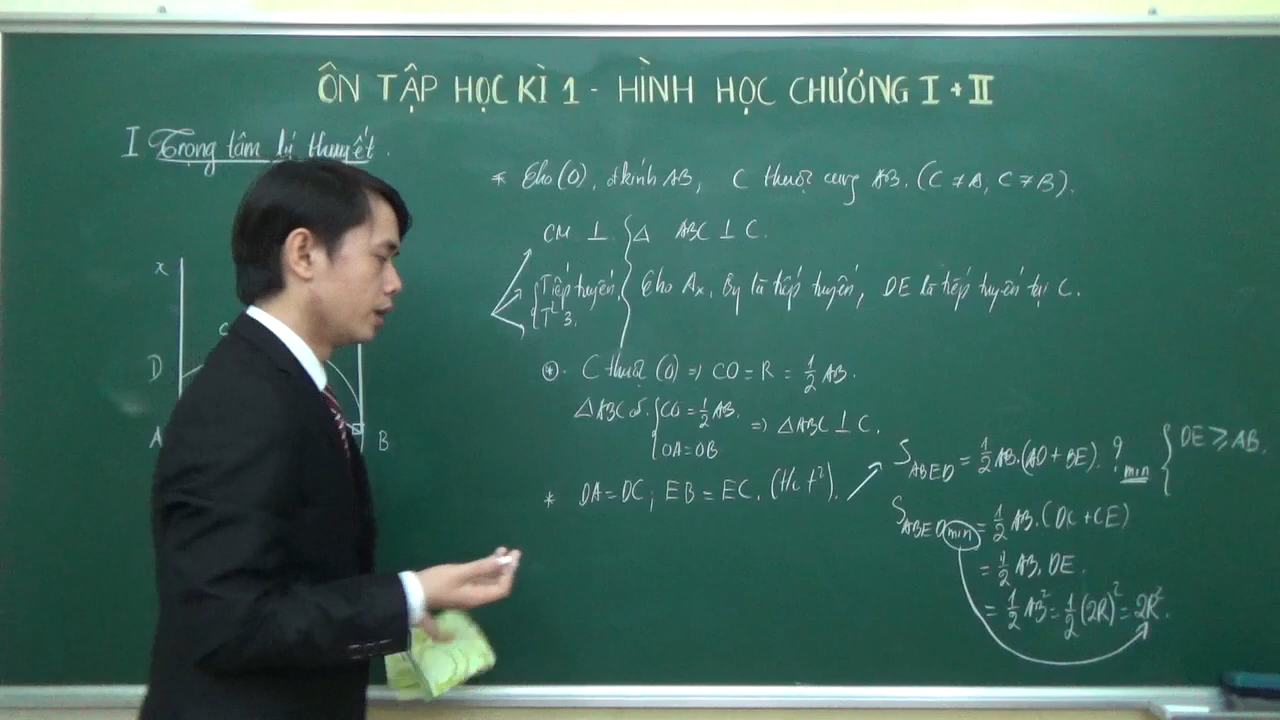 ÔN TẬP HỌC KÌ 1 - HÌNH HỌC CHƯƠNG I + II
I Trọng tâm lý thuyết.
* Cho (O), đkính AB, C thuộc cung AB. (C ≠ A, C ≠ B).
CM ⊥ { Δ ABC ⊥ C.
Tiếp tuyến. Cho Ax, By là tiếp tuyến, DE là tiếp tuyến tại C.
T²3.
x
D
A
B
⊛. C thuộc (O) ⇒ CO = R = 1/2 AB.
ΔABC có { CO = 1/2 AB.
OA = OB
⇒ ΔABC ⊥ C.
* DA = DC; EB = EC. (t/c t²).
S ABED = 1/2 AB.(AD + BE). ? min { DE ≥ AB.
S ABED min = 1/2 AB.(DC + CE)
= 1/2 AB. DE.
= 1/2 AB² = 1/2 (2R)² = 2R².